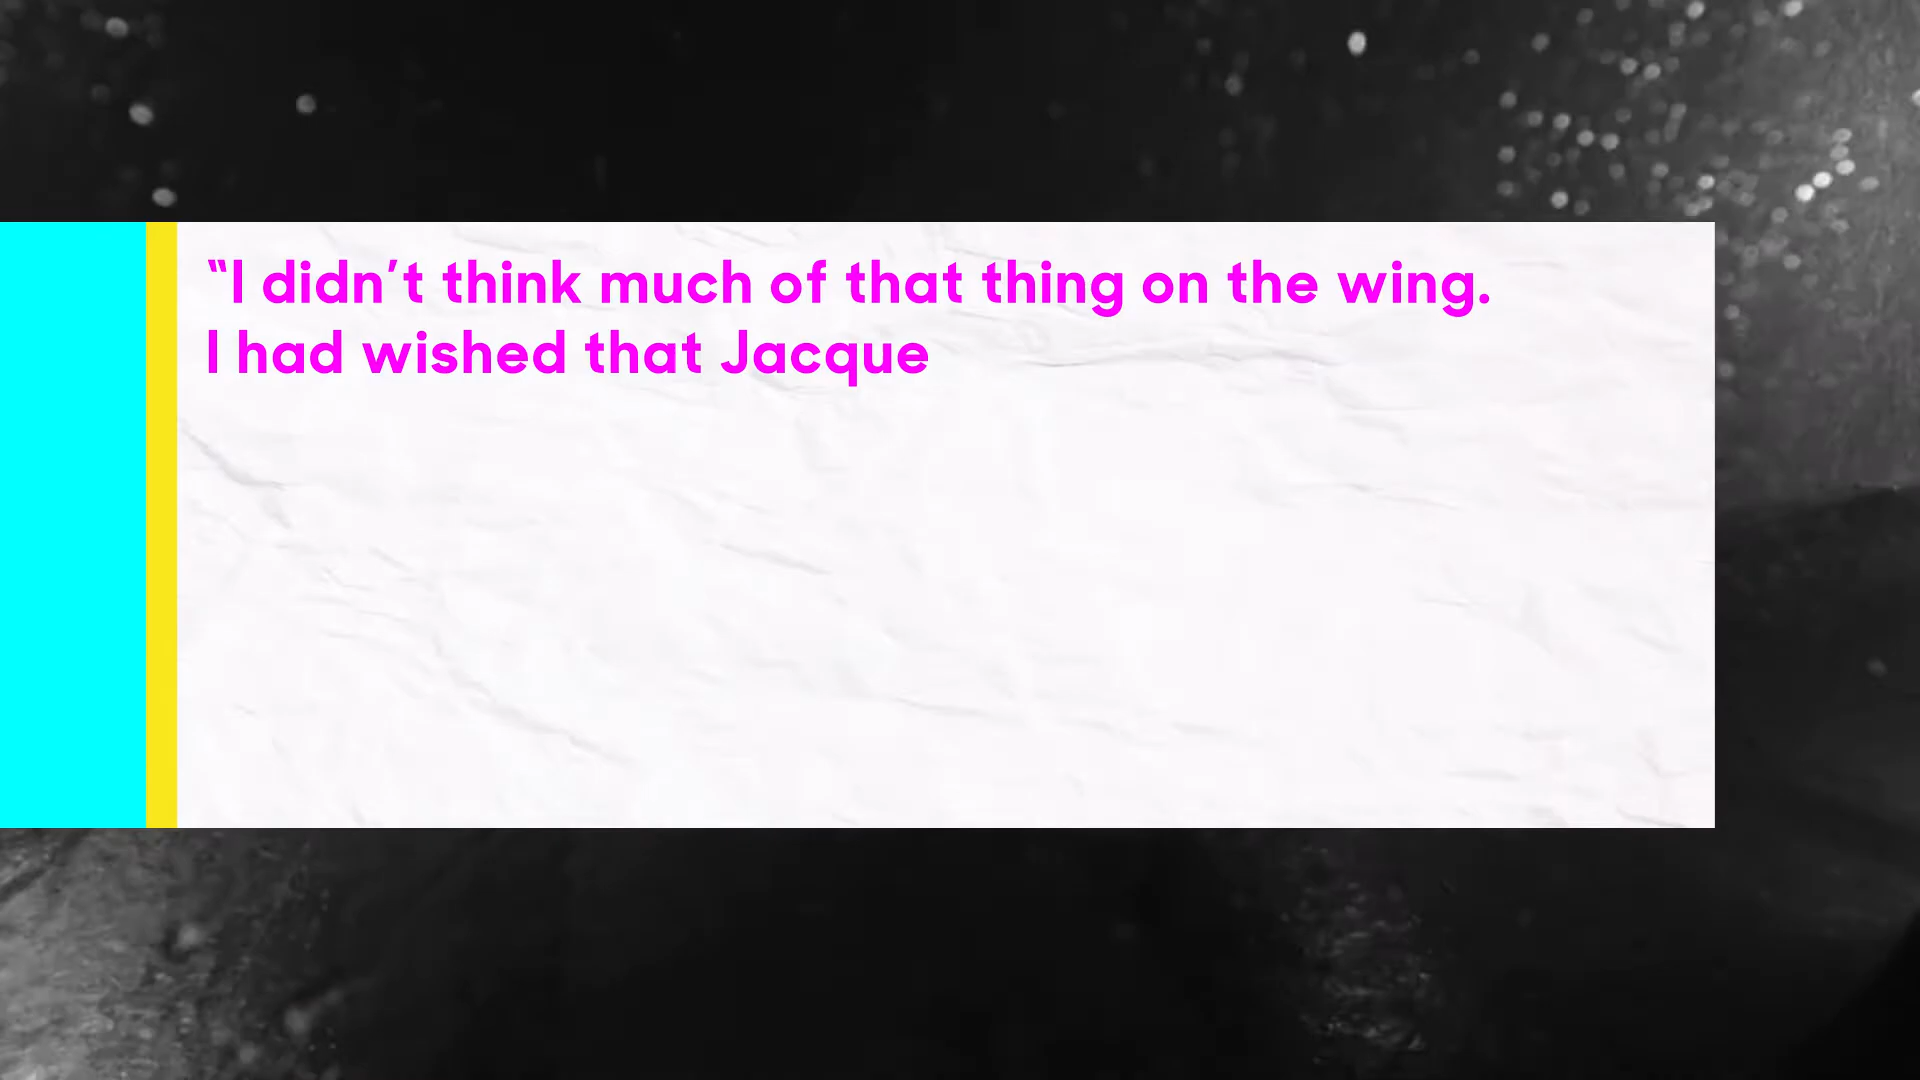 “I didn’t think much of that thing on the wing.
I had wished that Jacque